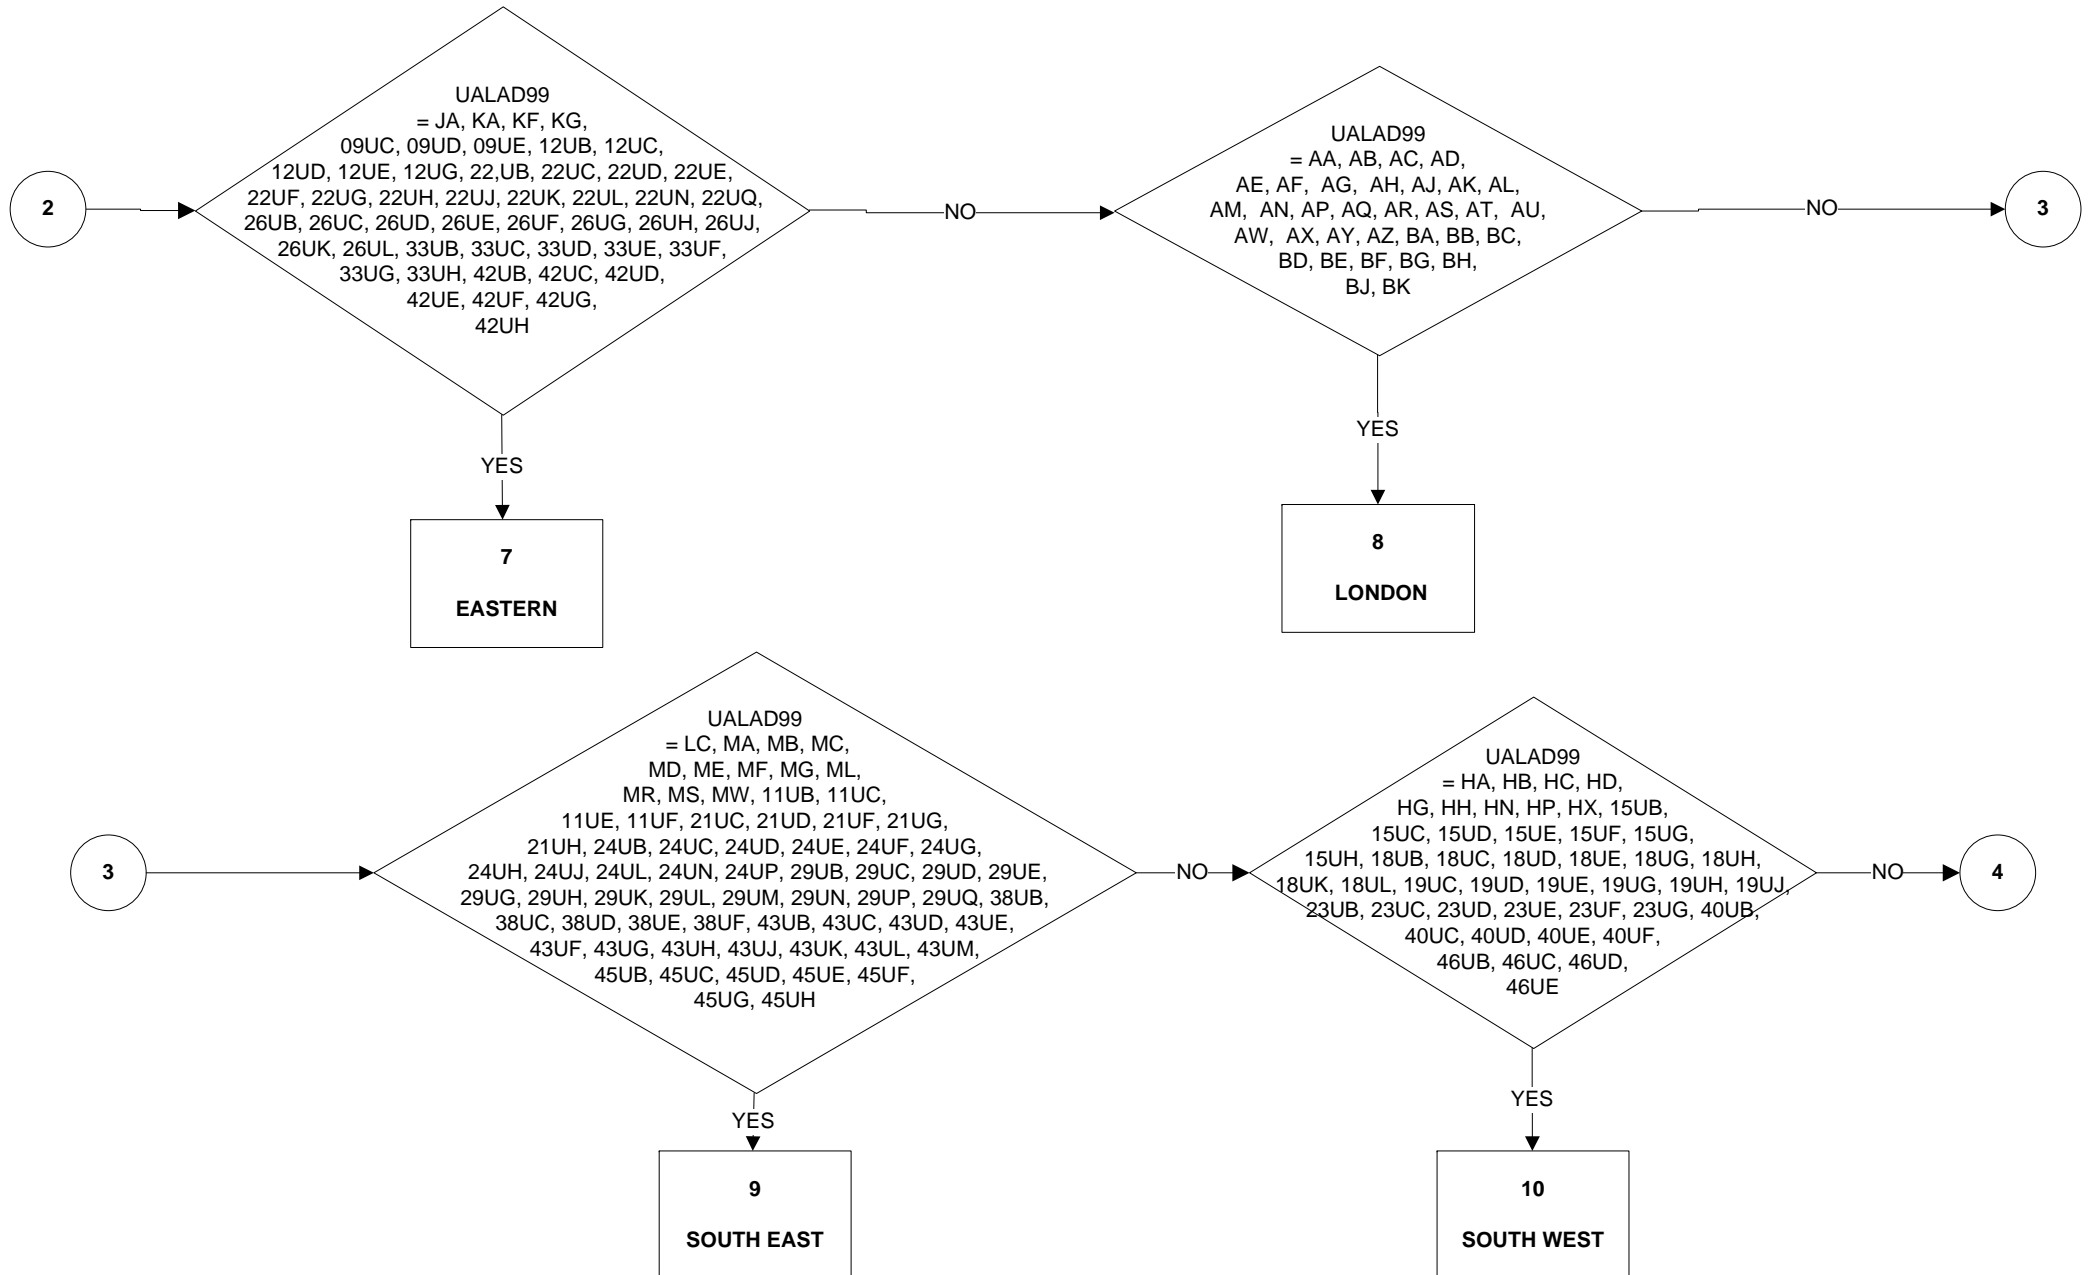 2
UALAD99
= JA, KA, KF, KG,
09UC, 09UD, 09UE, 12UB, 12UC,
12UD, 12UE, 12UG, 22,UB, 22UC, 22UD, 22UE,
22UF, 22UG, 22UH, 22UJ, 22UK, 22UL, 22UN, 22UQ,
26UB, 26UC, 26UD, 26UE, 26UF, 26UG, 26UH, 26UJ,
26UK, 26UL, 33UB, 33UC, 33UD, 33UE, 33UF,
33UG, 33UH, 42UB, 42UC, 42UD,
42UE, 42UF, 42UG,
42UH
NO
UALAD99
= AA, AB, AC, AD,
AE, AF, AG, AH, AJ, AK, AL,
AM, AN, AP, AQ, AR, AS, AT, AU,
AW, AX, AY, AZ, BA, BB, BC,
BD, BE, BF, BG, BH,
BJ, BK
NO
3
YES
YES
7
EASTERN
8
LONDON
3
UALAD99
= LC, MA, MB, MC,
MD, ME, MF, MG, ML,
MR, MS, MW, 11UB, 11UC,
11UE, 11UF, 21UC, 21UD, 21UF, 21UG,
21UH, 24UB, 24UC, 24UD, 24UE, 24UF, 24UG,
24UH, 24UJ, 24UL, 24UN, 24UP, 29UB, 29UC, 29UD, 29UE,
29UG, 29UH, 29UK, 29UL, 29UM, 29UN, 29UP, 29UQ, 38UB,
38UC, 38UD, 38UE, 38UF, 43UB, 43UC, 43UD, 43UE,
43UF, 43UG, 43UH, 43UJ, 43UK, 43UL, 43UM,
45UB, 45UC, 45UD, 45UE, 45UF,
45UG, 45UH
NO
UALAD99
= HA, HB, HC, HD,
HG, HH, HN, HP, HX, 15UB,
15UC, 15UD, 15UE, 15UF, 15UG,
15UH, 18UB, 18UC, 18UD, 18UE, 18UG, 18UH,
18UK, 18UL, 19UC, 19UD, 19UE, 19UG, 19UH, 19UJ,
23UB, 23UC, 23UD, 23UE, 23UF, 23UG, 40UB,
40UC, 40UD, 40UE, 40UF,
46UB, 46UC, 46UD,
46UE
NO
4
YES
YES
9
SOUTH EAST
10
SOUTH WEST